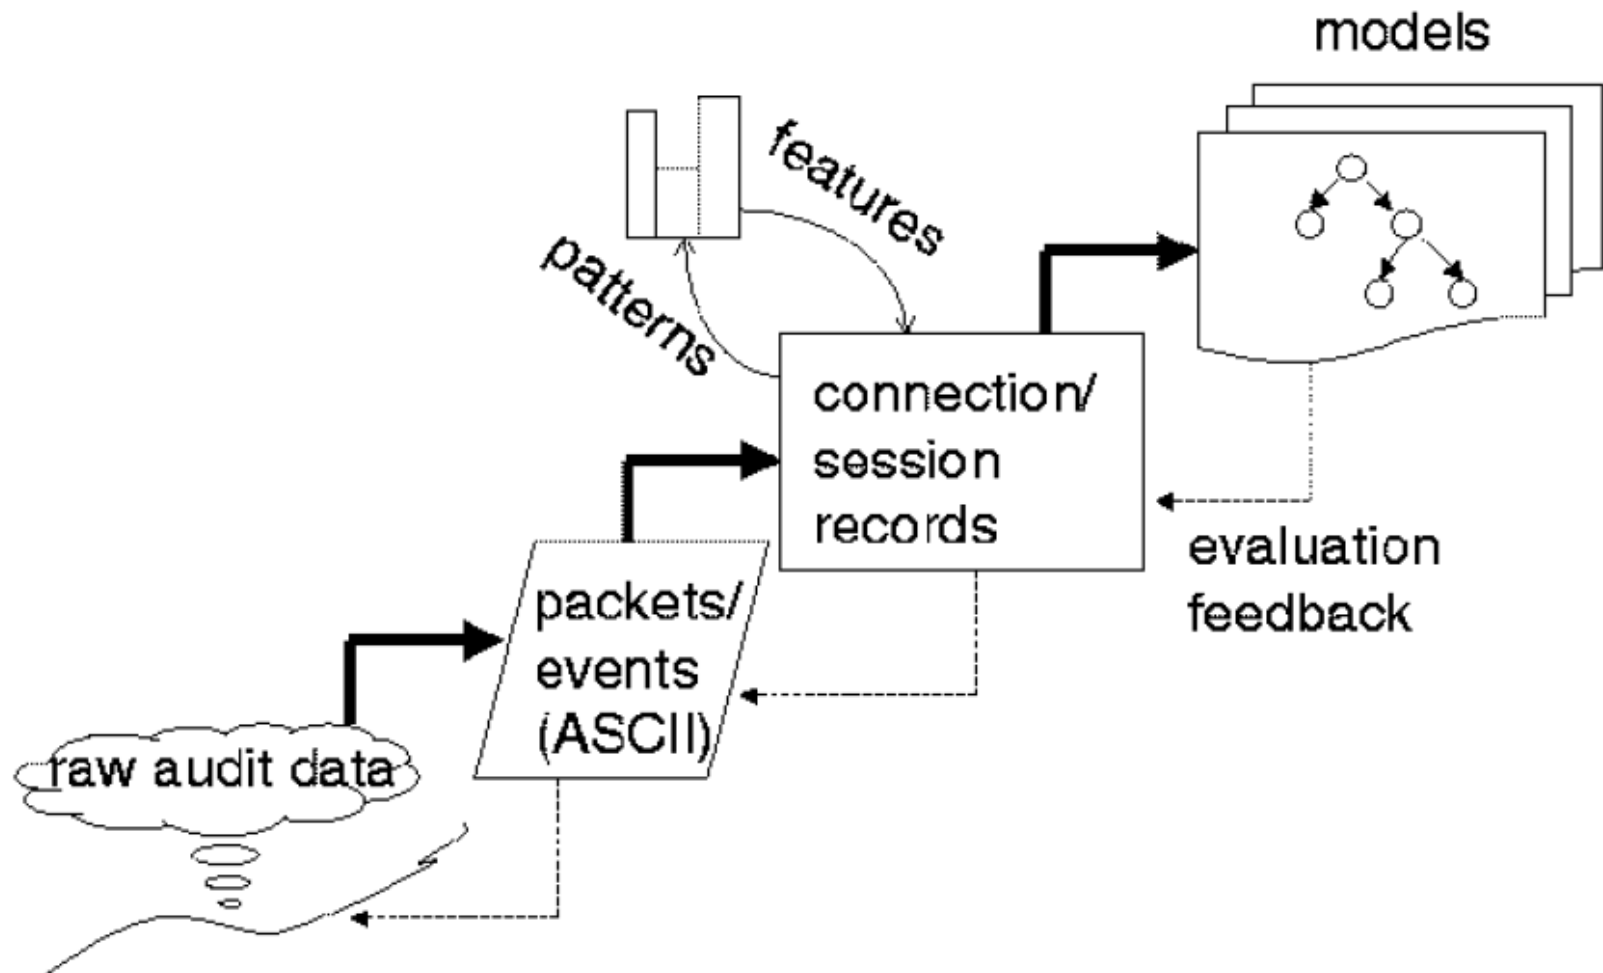 models
features
patterns
connection/
session
records
evaluation
feedback
packets/
events
(ASCII)
raw audit data